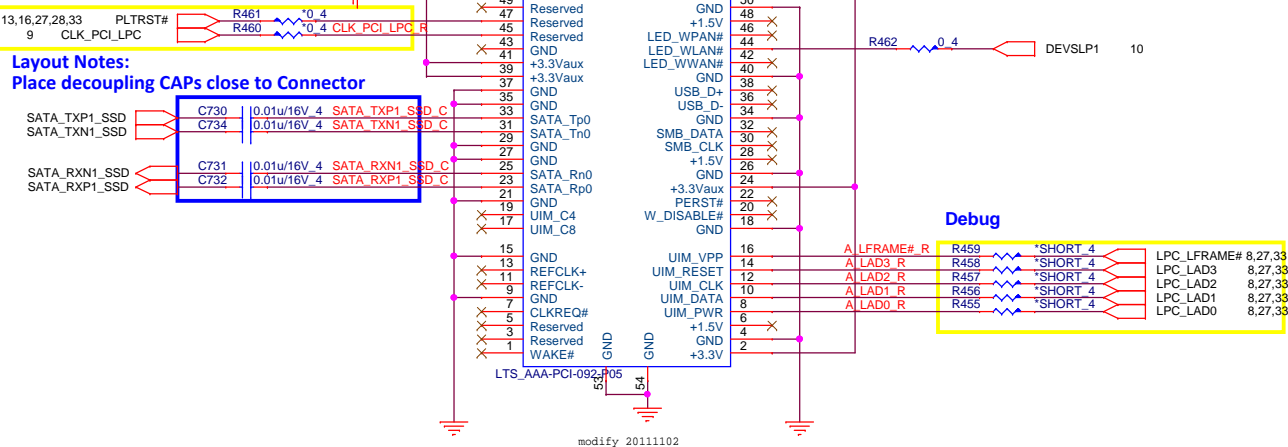 49 Reserved
47 Reserved
45 Reserved
43 GND
41 +3.3Vaux
39 +3.3Vaux
37 GND
35 GND
33 SATA_Tp0
31 SATA_Tn0
29 GND
27 GND
25 SATA_Rn0
23 SATA_Rp0
21 GND
19 UIM_C4
17 UIM_C8
15 GND
13 REFCLK+
11 REFCLK-
9 GND
7 CLKREQ#
5 Reserved
3 Reserved
1 WAKE#
GND 50
+1.5V 48
LED_WPAN# 46
LED_WLAN# 44
LED_WWAN# 42
GND 40
USB_D+ 38
USB_D- 36
GND 34
SMB_DATA 32
SMB_CLK 30
+1.5V 28
GND 26
+3.3Vaux 24
PERST# 22
W_DISABLE# 20
GND 18
UIM_VPP 16
UIM_RESET 14
UIM_CLK 12
UIM_DATA 10
UIM_PWR 8
+1.5V 6
GND 4
+3.3V 2
GND 53
GND 54
LTS_AAA-PCI-092-P05
13,16,27,28,33 PLTRST# R461 *0_4
9 CLK_PCI_LPC R460 *0_4 CLK_PCI_LPC_R
Layout Notes:
Place decoupling CAPs close to Connector
SATA_TXP1_SSD C730 0.01u/16V_4 SATA_TXP1_SSD_C
SATA_TXN1_SSD C734 0.01u/16V_4 SATA_TXN1_SSD_C
SATA_RXN1_SSD C731 0.01u/16V_4 SATA_RXN1_SSD_C
SATA_RXP1_SSD C732 0.01u/16V_4 SATA_RXP1_SSD_C
R462 0_4 DEVSLP1 10
Debug
A_LFRAME#_R R459 *SHORT_4 LPC_LFRAME# 8,27,33
A_LAD3_R R458 *SHORT_4 LPC_LAD3 8,27,33
A_LAD2_R R457 *SHORT_4 LPC_LAD2 8,27,33
A_LAD1_R R456 *SHORT_4 LPC_LAD1 8,27,33
A_LAD0_R R455 *SHORT_4 LPC_LAD0 8,27,33
modify 20111102